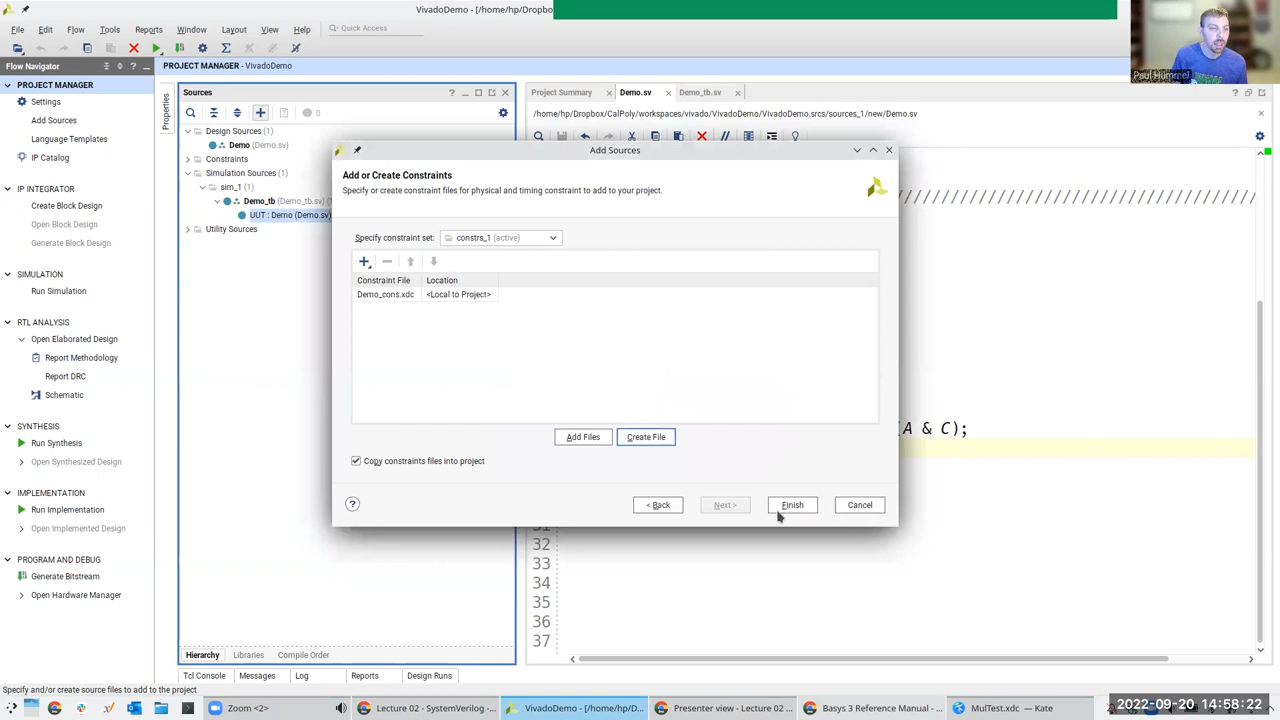 VivadoDemo - [/home/hp/Dropbo
File Edit Flow Tools Reports Window Layout View Help Quick Access
Paul Hummel
Flow Navigator
PROJECT MANAGER - VivadoDemo
PROJECT MANAGER
Settings
Add Sources
Language Templates
IP Catalog
IP INTEGRATOR
Create Block Design
Open Block Design
Generate Block Design
SIMULATION
Run Simulation
RTL ANALYSIS
Open Elaborated Design
Report Methodology
Report DRC
Schematic
SYNTHESIS
Run Synthesis
Open Synthesized Design
IMPLEMENTATION
Run Implementation
Open Implemented Design
PROGRAM AND DEBUG
Generate Bitstream
Open Hardware Manager
Properties
Sources
0
Design Sources (1)
Demo (Demo.sv)
Constraints
Simulation Sources (1)
sim_1 (1)
Demo_tb (Demo_tb.sv) (1
UUT : Demo (Demo.sv)
Utility Sources
Hierarchy Libraries Compile Order
Project Summary Demo.sv Demo_tb.sv
/home/hp/Dropbox/CalPoly/workspaces/vivado/VivadoDemo/VivadoDemo.srcs/sources_1/new/Demo.sv
(A & C);
32
33
34
35
36
37
Add Sources
Add or Create Constraints
Specify or create constraint files for physical and timing constraint to add to your project.
Specify constraint set: constrs_1 (active)
Constraint File Location
Demo_cons.xdc <Local to Project>
Add Files Create File
Copy constraints files into project
? < Back Next > Finish Cancel
Tcl Console Messages Log Reports Design Runs
Specify and/or create source files to add to the project
Zoom <2> Lecture 02 - SystemVerilog - ... VivadoDemo - [/home/hp/D... Presenter view - Lecture 02 - ... Basys 3 Reference Manual - ... MulTest.xdc — Kate
2022-09-20 14:58:22